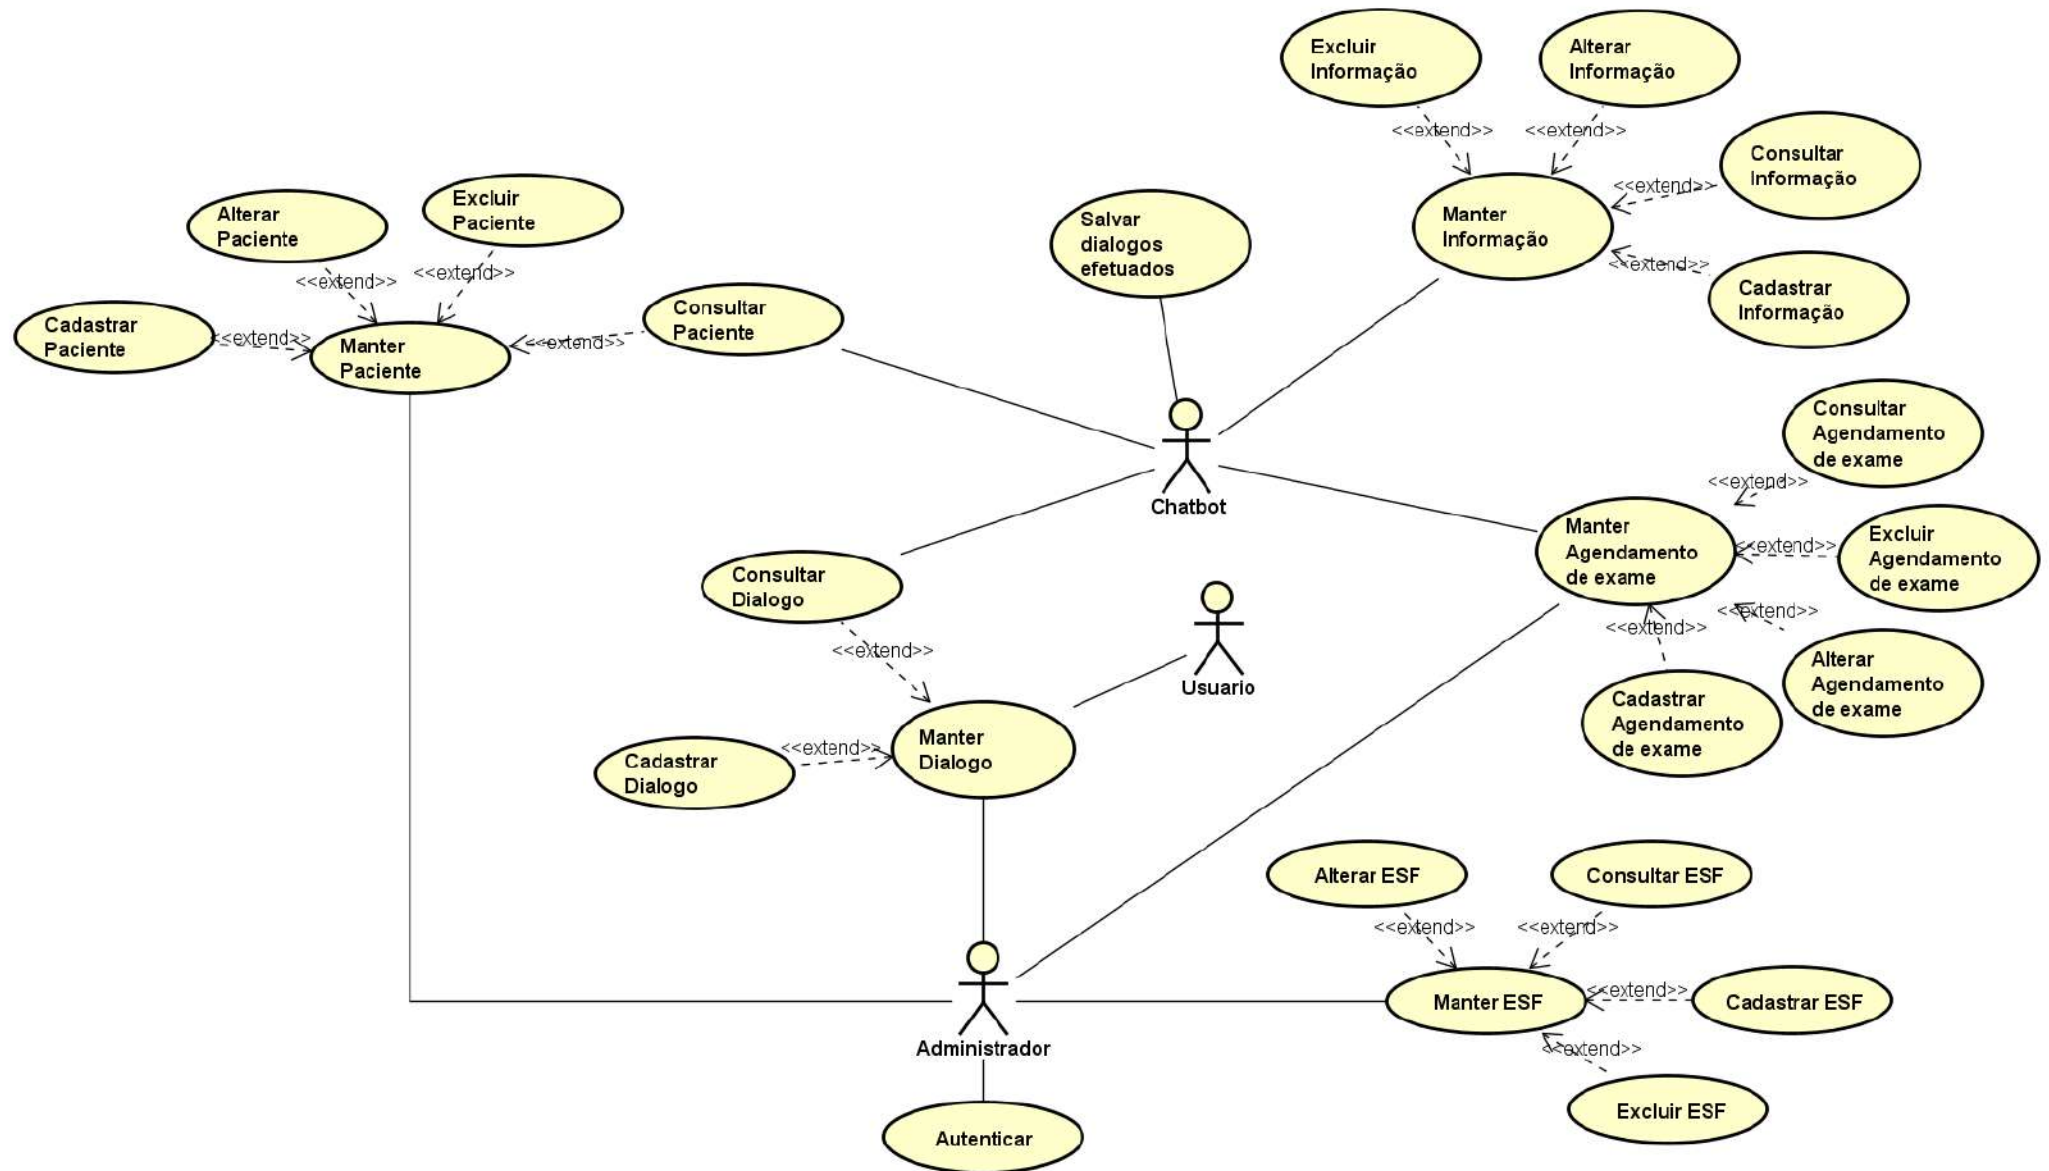 Excluir
Informação
Alterar
Informação
<<extend>>
<<extend>>
Consultar
Informação
<<extend>>
Manter
Informação
<<extend>>
Cadastrar
Informação
Salvar
dialogos
efetuados
Alterar
Paciente
Excluir
Paciente
<<extend>>
<<extend>>
Cadastrar
Paciente
<<extend>>
Manter
Paciente
<<extend>>
Consultar
Paciente
Chatbot
Consultar
Agendamento
de exame
<<extend>>
Manter
Agendamento
de exame
<<extend>>
Excluir
Agendamento
de exame
<<extend>>
<<extend>>
Alterar
Agendamento
de exame
Cadastrar
Agendamento
de exame
Consultar
Dialogo
<<extend>>
Usuario
Cadastrar
Dialogo
<<extend>>
Manter
Dialogo
Alterar ESF
Consultar ESF
<<extend>>
<<extend>>
Manter ESF
<<extend>>
Cadastrar ESF
<<extend>>
Excluir ESF
Administrador
Autenticar